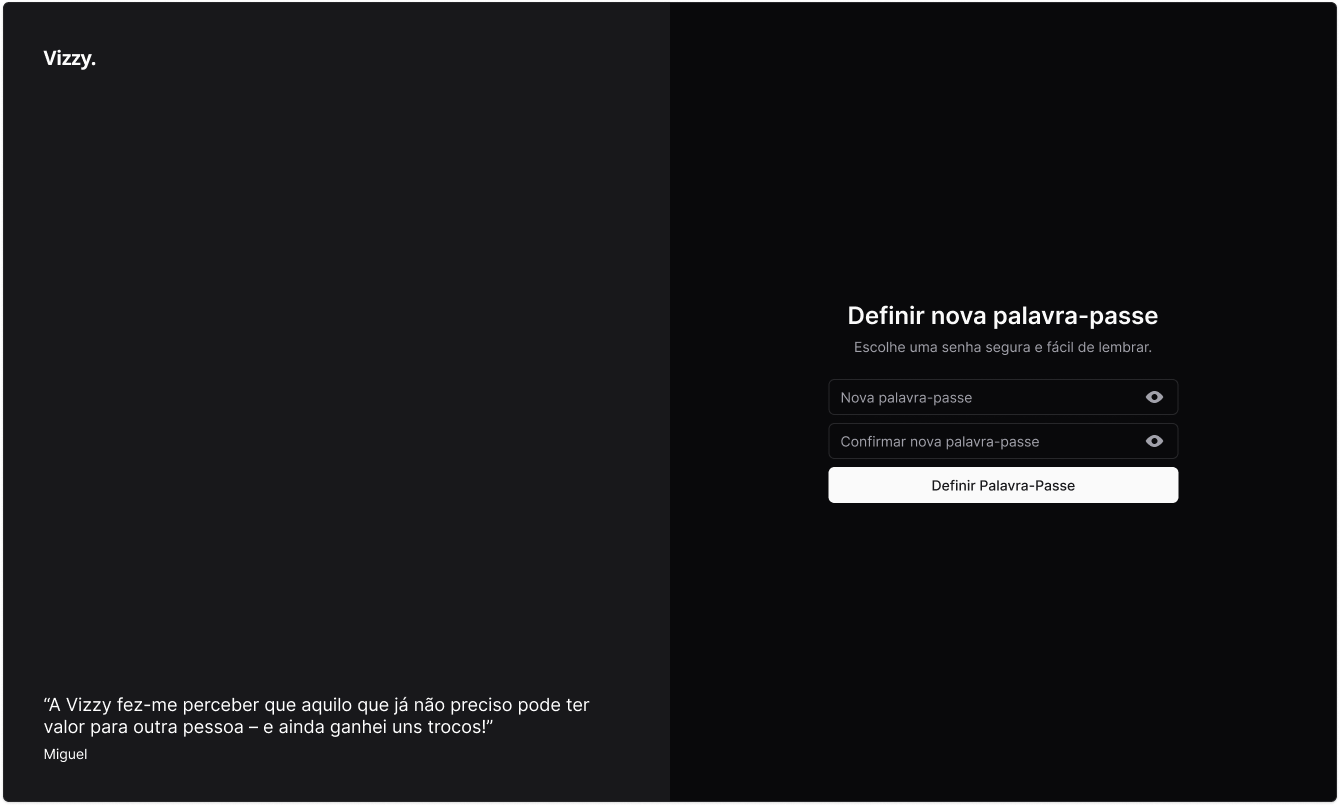 Vizzy.
Definir nova palavra-passe
Escolhe uma senha segura e fácil de lembrar.
Nova palavra-passe
Confirmar nova palavra-passe
Definir Palavra-Passe
“A Vizzy fez-me perceber que aquilo que já não preciso pode ter
valor para outra pessoa – e ainda ganhei uns trocos!”
Miguel